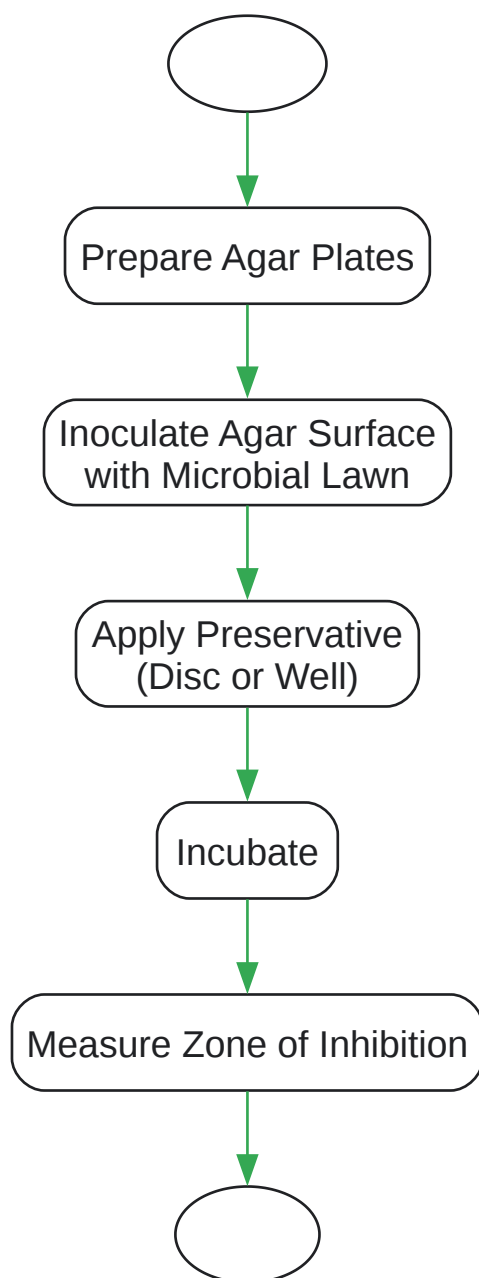 Prepare Agar Plates
Inoculate Agar Surface
with Microbial Lawn
Apply Preservative
(Disc or Well)
Incubate
Measure Zone of Inhibition